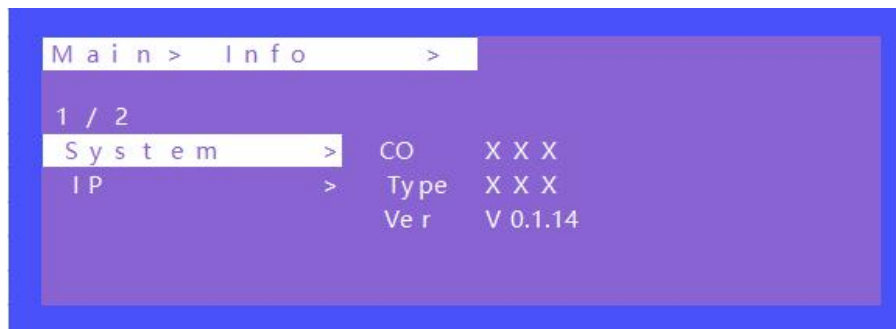 Main> Info >
1 / 2
System > CO XXX
IP > Type XXX
Ver V 0.1.14